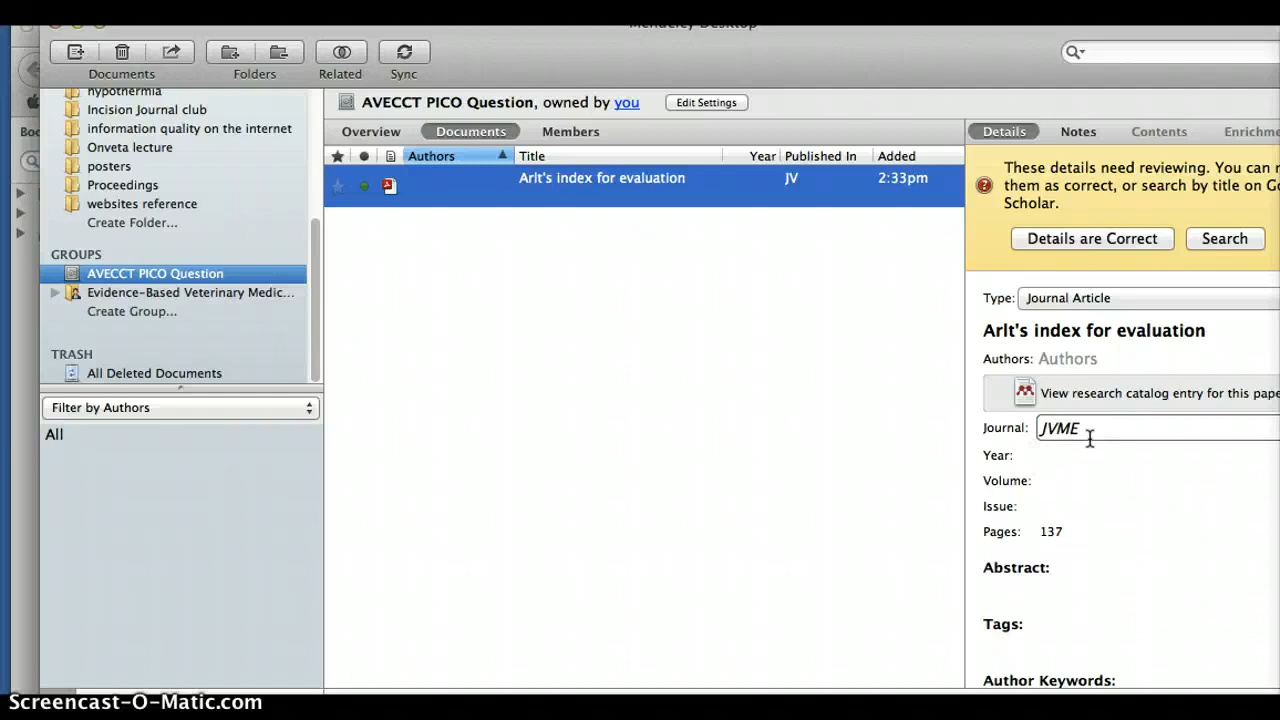 Mendeley Desktop
Documents
Folders
Related
Sync
hypothermia
Incision Journal club
information quality on the internet
Onveta lecture
posters
Proceedings
websites reference
Create Folder...
GROUPS
AVECCT PICO Question
Evidence-Based Veterinary Medic...
Create Group...
TRASH
All Deleted Documents
Filter by Authors
All
AVECCT PICO Question, owned by you
Edit Settings
Overview
Documents
Members
Authors Title Year Published In Added
Arlt's index for evaluation JV 2:33pm
Details Notes Contents Enrichme
These details need reviewing. You can
them as correct, or search by title on Go
Scholar.
Details are Correct
Search
Type: Journal Article
Arlt's index for evaluation
Authors: Authors
View research catalog entry for this pape
Journal: JVME
Year:
Volume:
Issue:
Pages: 137
Abstract:
Tags:
Author Keywords:
Screencast-O-Matic.com